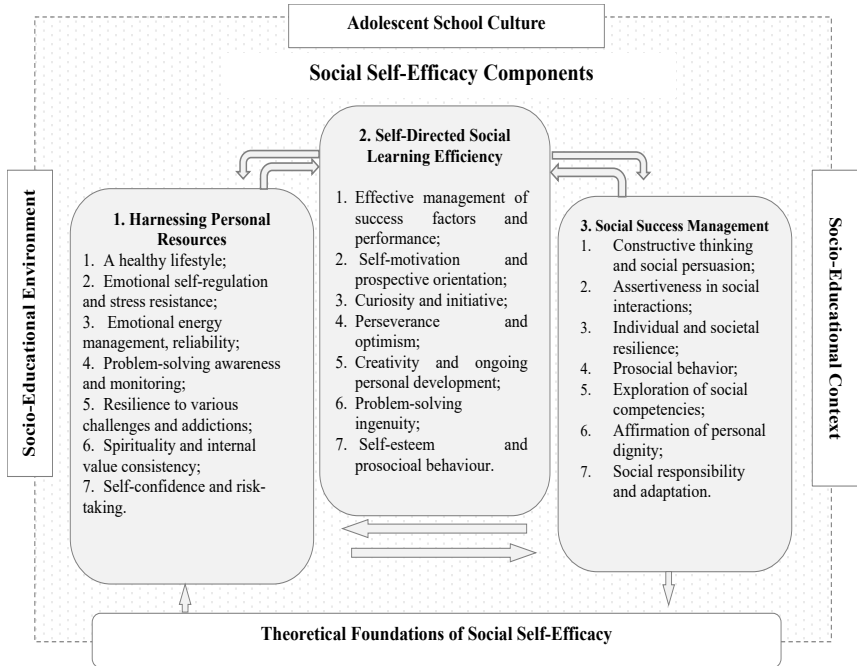 Adolescent School Culture
Social Self-Efficacy Components
Socio-Educational Environment
1. Harnessing Personal
Resources
1. A healthy lifestyle;
2. Emotional self-regulation
and stress resistance;
3. Emotional energy
management, reliability;
4. Problem-solving awareness
and monitoring;
5. Resilience to various
challenges and addictions;
6. Spirituality and internal
value consistency;
7. Self-confidence and risk-
taking.
2. Self-Directed Social
Learning Efficiency
1. Effective management of
success factors and
performance;
2. Self-motivation and
prospective orientation;
3. Curiosity and initiative;
4. Perseverance and
optimism;
5. Creativity and ongoing
personal development;
6. Problem-solving
ingenuity;
7. Self-esteem and
prosocioal behaviour.
3. Social Success Management
1. Constructive thinking
and social persuasion;
2. Assertiveness in social
interactions;
3. Individual and societal
resilience;
4. Prosocial behavior;
5. Exploration of social
competencies;
6. Affirmation of personal
dignity;
7. Social responsibility
and adaptation.
Socio-Educational Context
Theoretical Foundations of Social Self-Efficacy